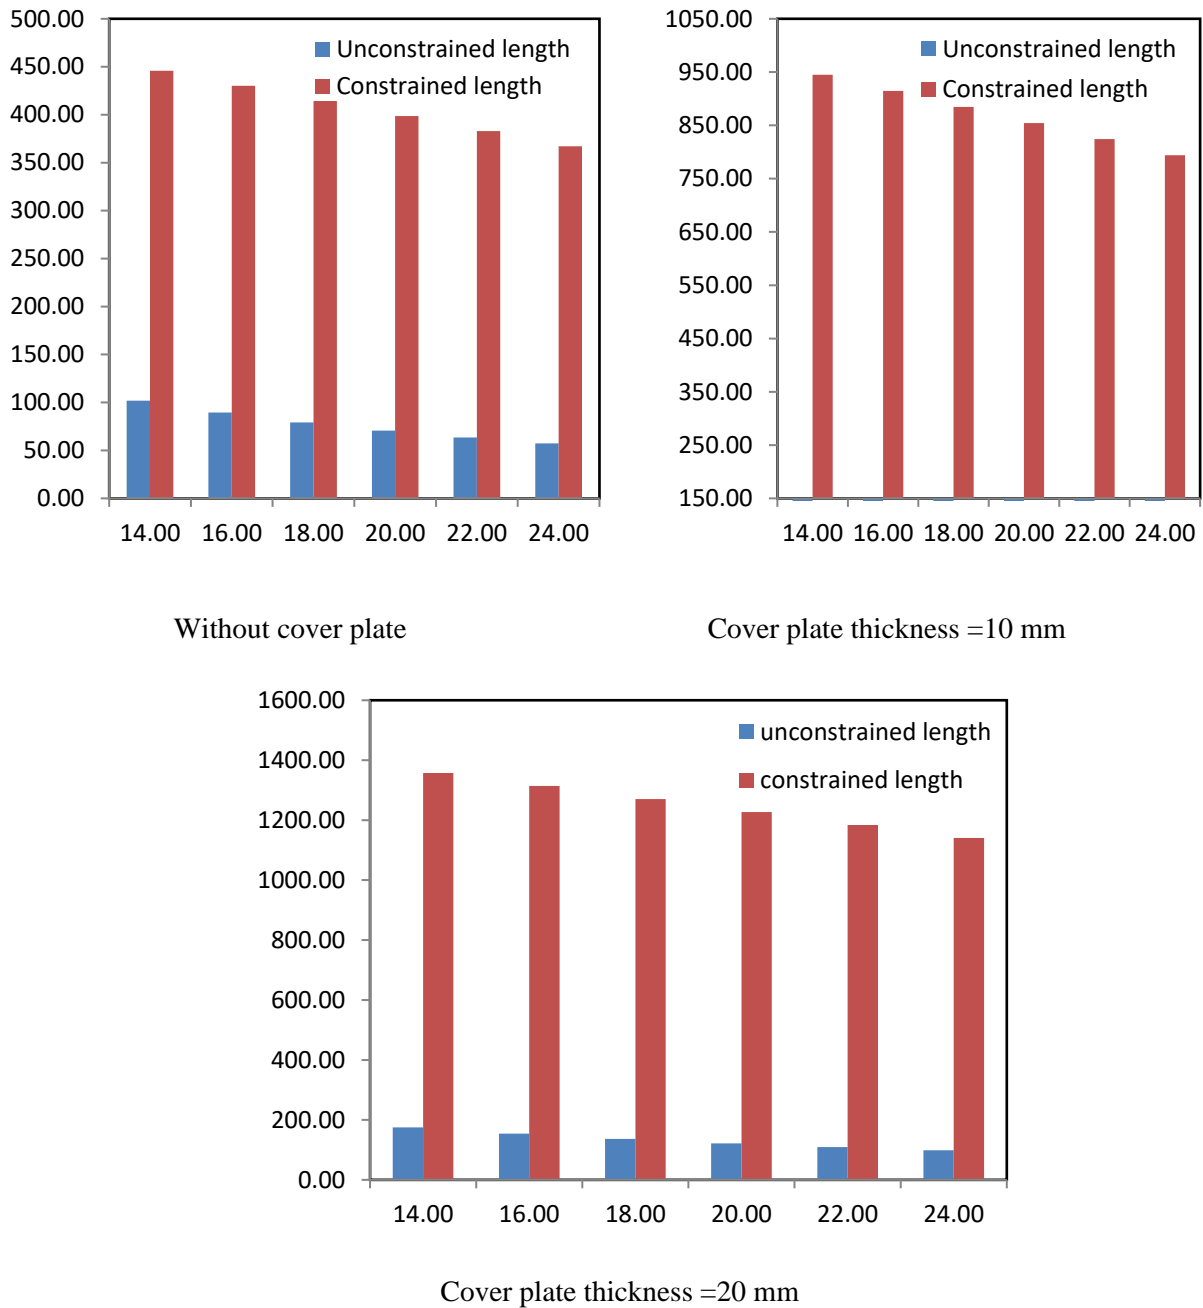 500.00
450.00
400.00
350.00
300.00
250.00
200.00
150.00
100.00
50.00
0.00
Unconstrained length
Constrained length
14.00 16.00 18.00 20.00 22.00 24.00
Without cover plate
1050.00
950.00
850.00
750.00
650.00
550.00
450.00
350.00
250.00
150.00
Unconstrained length
Constrained length
14.00 16.00 18.00 20.00 22.00 24.00
Cover plate thickness =10 mm
1600.00
1400.00
1200.00
1000.00
800.00
600.00
400.00
200.00
0.00
unconstrained length
constrained length
14.00 16.00 18.00 20.00 22.00 24.00
Cover plate thickness =20 mm